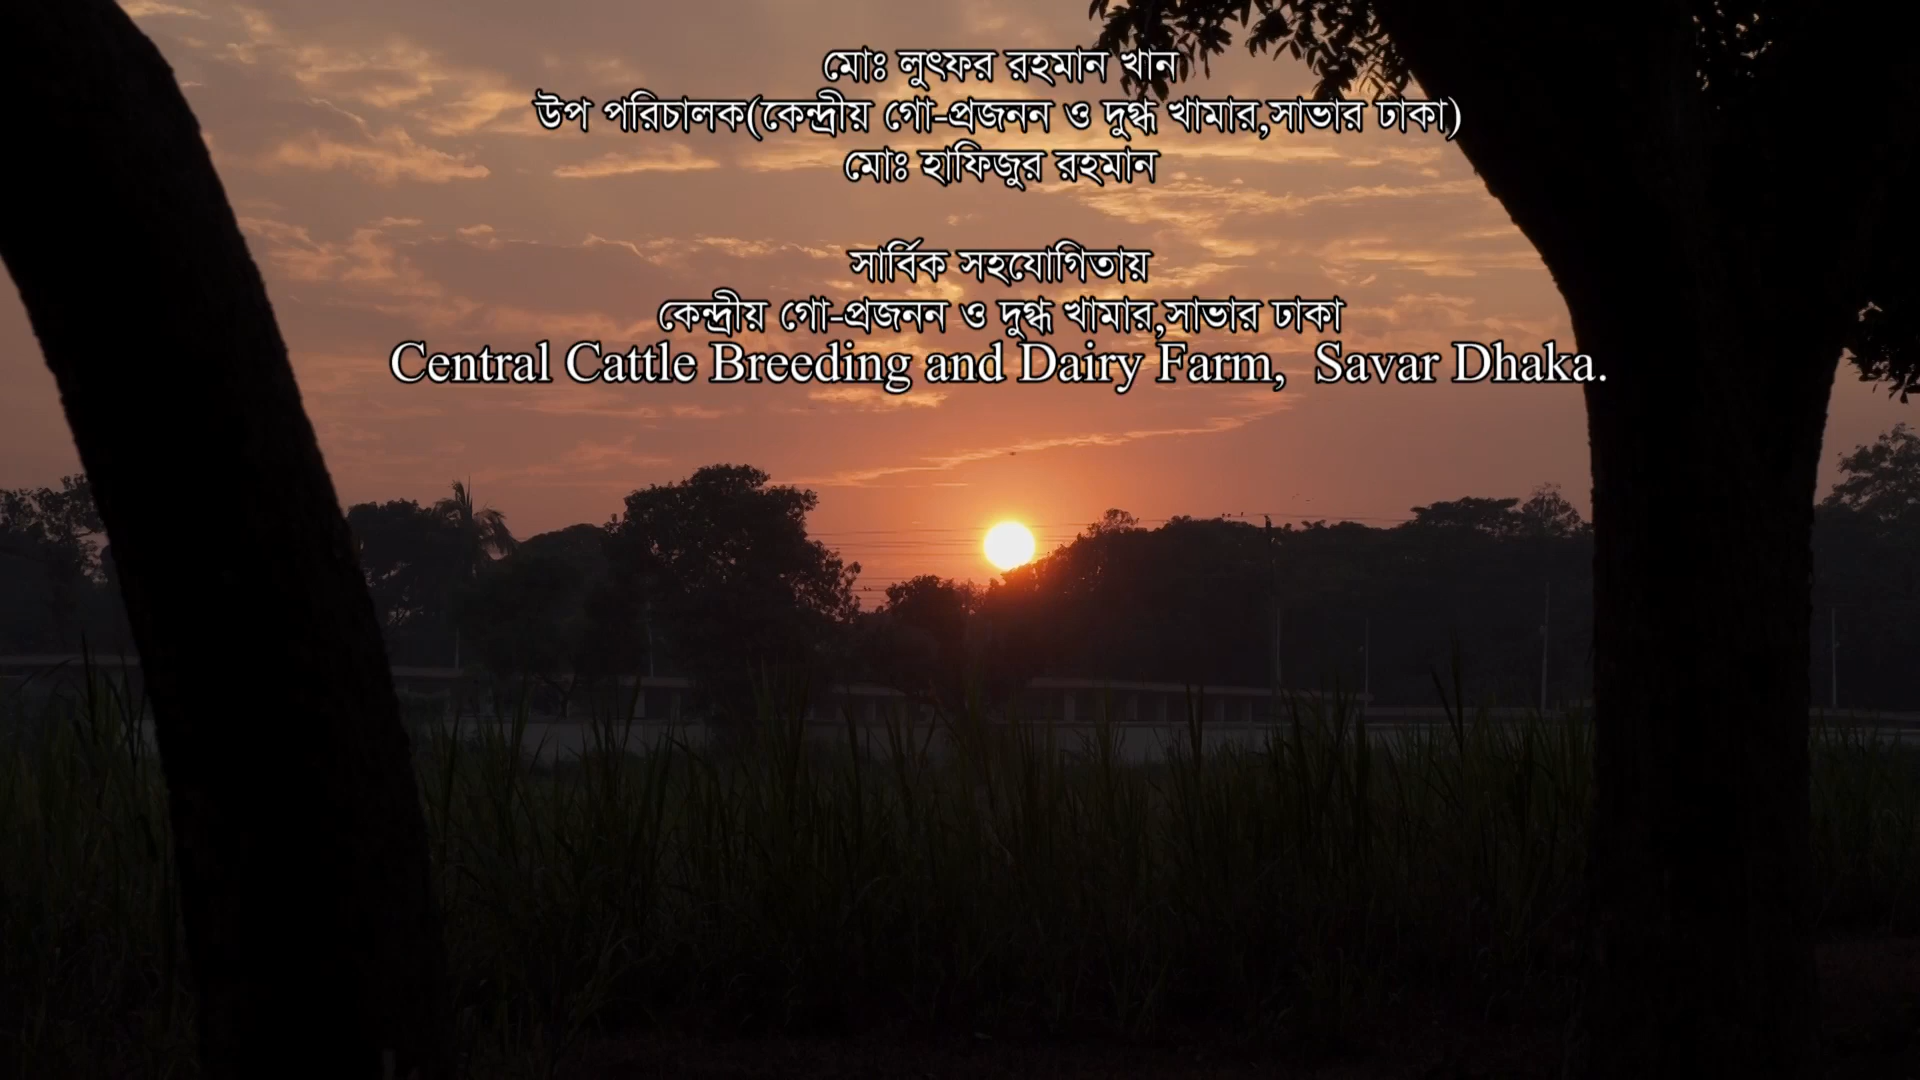 মোঃ লুৎফর রহমান খান
উপ পরিচালক(কেন্দ্রীয় গো-প্রজনন ও দুগ্ধ খামার,সাভার ঢাকা)
মোঃ হাফিজুর রহমান
সার্বিক সহযোগিতায়
কেন্দ্রীয় গো-প্রজনন ও দুগ্ধ খামার,সাভার ঢাকা
Central Cattle Breeding and Dairy Farm,  Savar Dhaka.